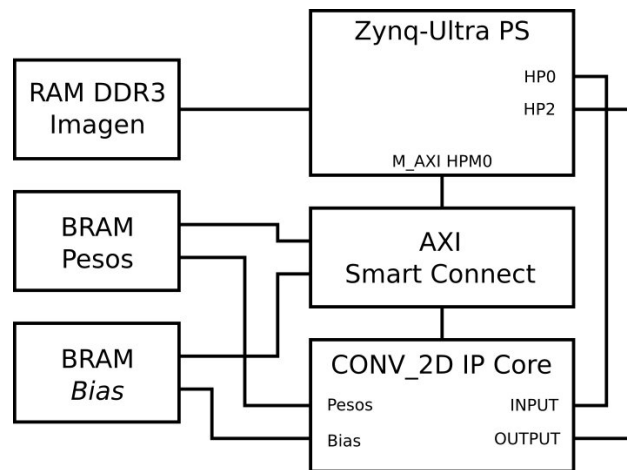 Zynq-Ultra PS
HP0
HP2
M_AXI HPM0
RAM DDR3
Imagen
BRAM
Pesos
AXI
Smart Connect
BRAM
Bias
CONV_2D IP Core
Pesos
INPUT
Bias
OUTPUT